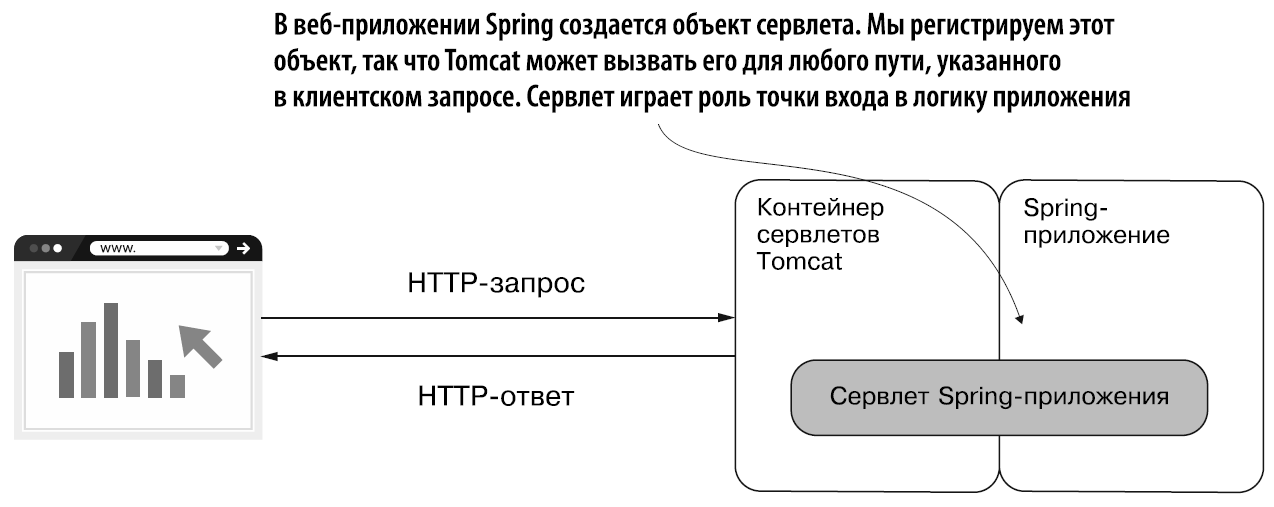 В веб-приложении Spring создается объект сервлета. Мы регистрируем этот
объект, так что Tomcat может вызвать его для любого пути, указанного
в клиентском запросе. Сервлет играет роль точки входа в логику приложения
Контейнер
сервлетов
Tomcat
Spring-
приложение
www.
HTTP-запрос
HTTP-ответ
Сервлет Spring-приложения